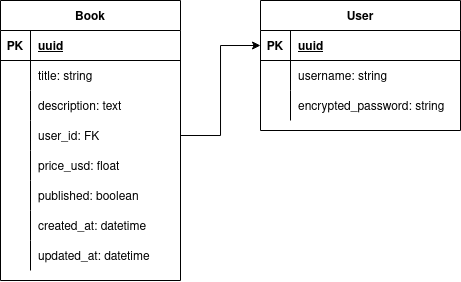 Book
PK uuid
title: string
description: text
user_id: FK
price_usd: float
published: boolean
created_at: datetime
updated_at: datetime
User
PK uuid
username: string
encrypted_password: string